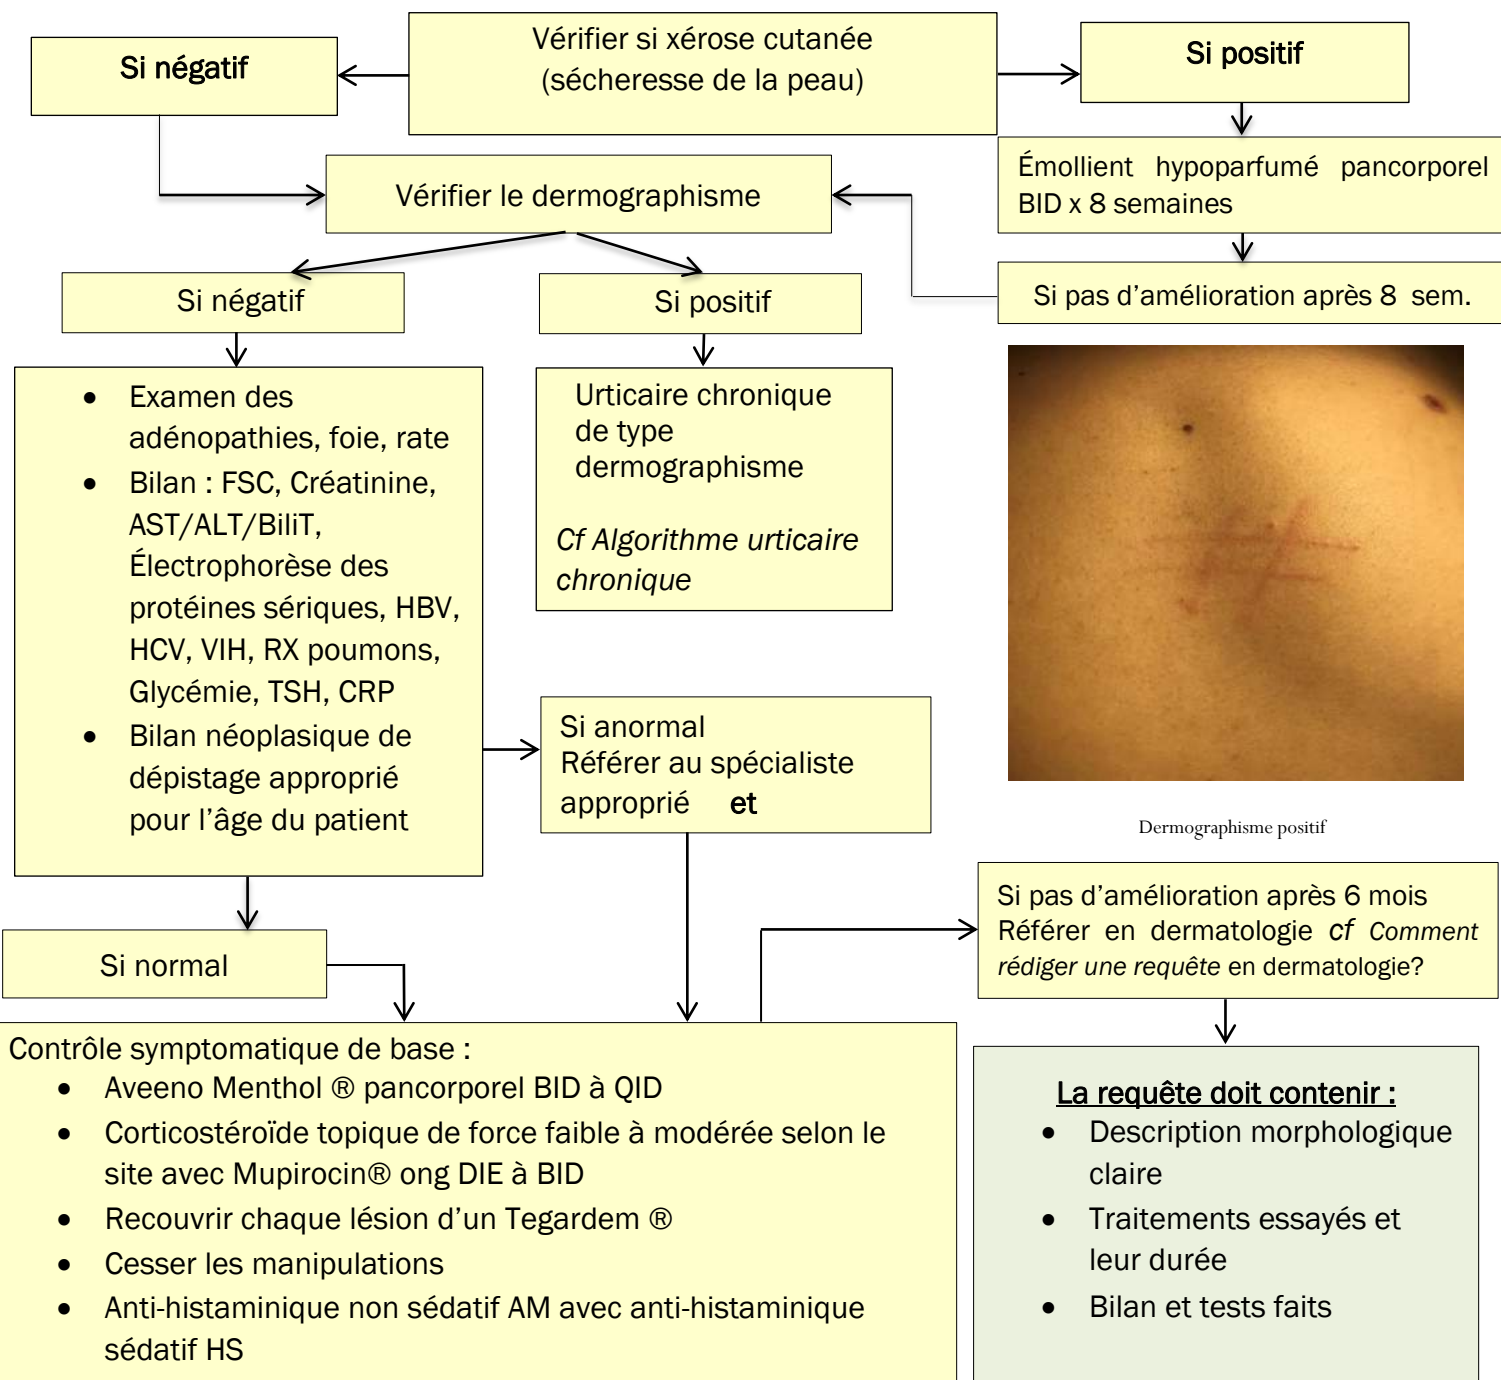 Vérifier si xérose cutanée
(sécheresse de la peau)
Si négatif
Si positif
Émollient hypoparfumé pancorporel
BID x 8 semaines
Si pas d’amélioration après 8 sem.
Vérifier le dermographisme
Si négatif
Si positif
• Examen des
adénopathies, foie, rate
• Bilan : FSC, Créatinine,
AST/ALT/BiliT,
Électrophorèse des
protéines sériques, HBV,
HCV, VIH, RX poumons,
Glycémie, TSH, CRP
• Bilan néoplasique de
dépistage approprié
pour l’âge du patient
Urticaire chronique
de type
dermographisme
Cf Algorithme urticaire
chronique
Dermographisme positif
Si anormal
Référer au spécialiste
approprié et
Si normal
Si pas d’amélioration après 6 mois
Référer en dermatologie cf Comment
rédiger une requête en dermatologie?
Contrôle symptomatique de base :
• Aveeno Menthol ® pancorporel BID à QID
• Corticostéroïde topique de force faible à modérée selon le
site avec Mupirocin® ong DIE à BID
• Recouvrir chaque lésion d’un Tegardem ®
• Cesser les manipulations
• Anti-histaminique non sédatif AM avec anti-histaminique
sédatif HS
La requête doit contenir :
• Description morphologique
claire
• Traitements essayés et
leur durée
• Bilan et tests faits